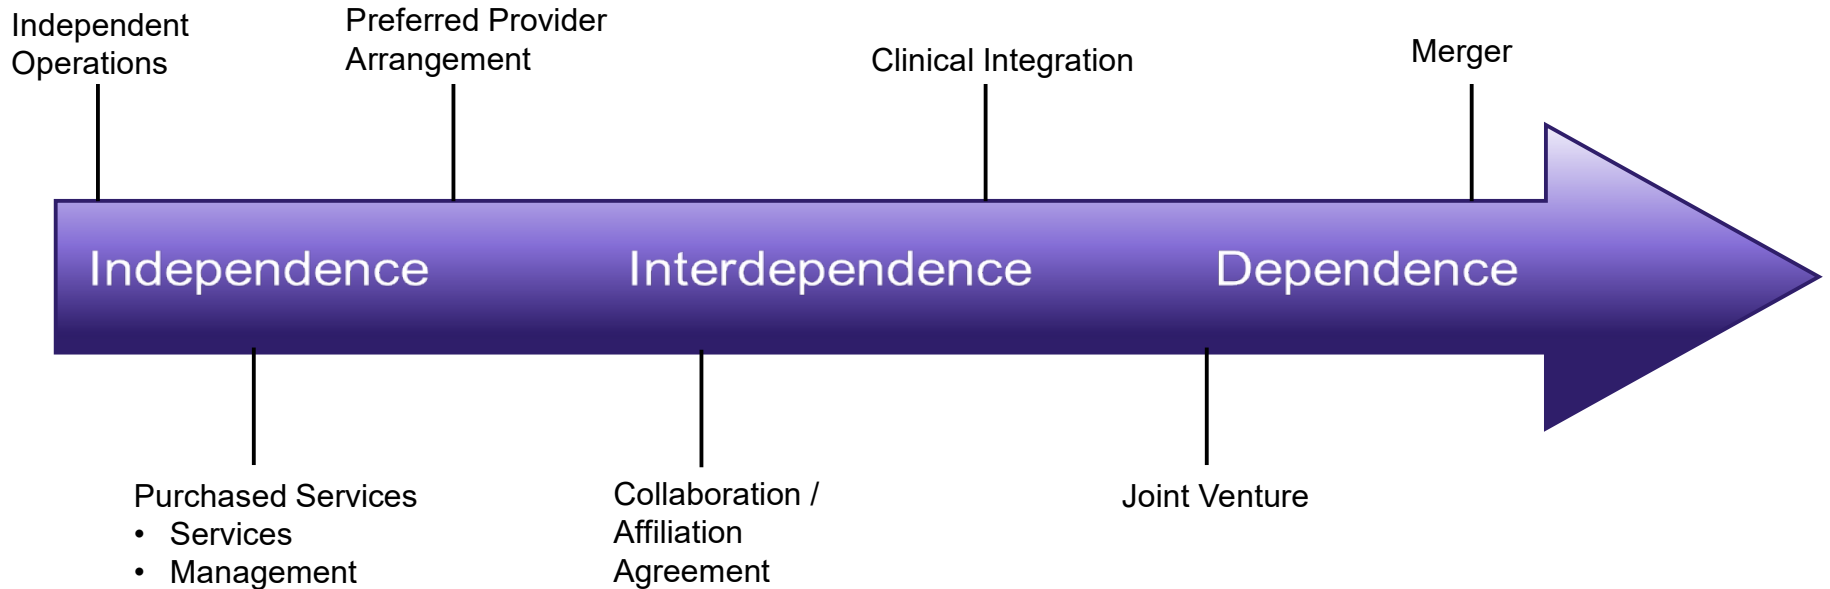 Independent
Operations
Preferred Provider
Arrangement
Clinical Integration
Merger
Independence
Interdependence
Dependence
Purchased Services
• Services
• Management
Collaboration /
Affiliation
Agreement
Joint Venture